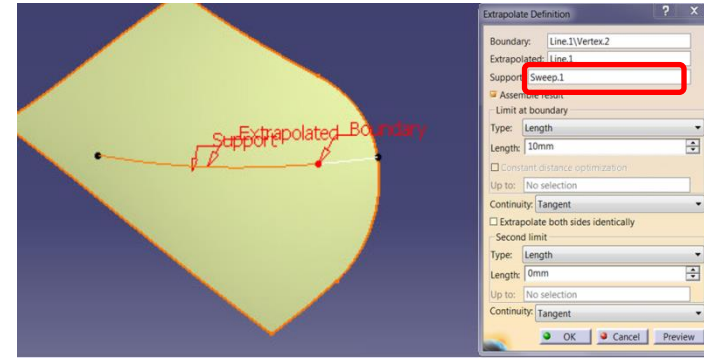 Extrapolate Definition ? X
Boundary: Line.1\Vertex.2
Extrapolated: Line.1
Support: Sweep.1
Assemble result
Limit at boundary
Type: Length
Length: 10mm
Constant distance optimization
Up to: No selection
Continuity: Tangent
Extrapolate both sides identically
Second limit
Type: Length
Length: 0mm
Up to: No selection
Continuity: Tangent
OK Cancel Preview
Support Extrapolated Boundary